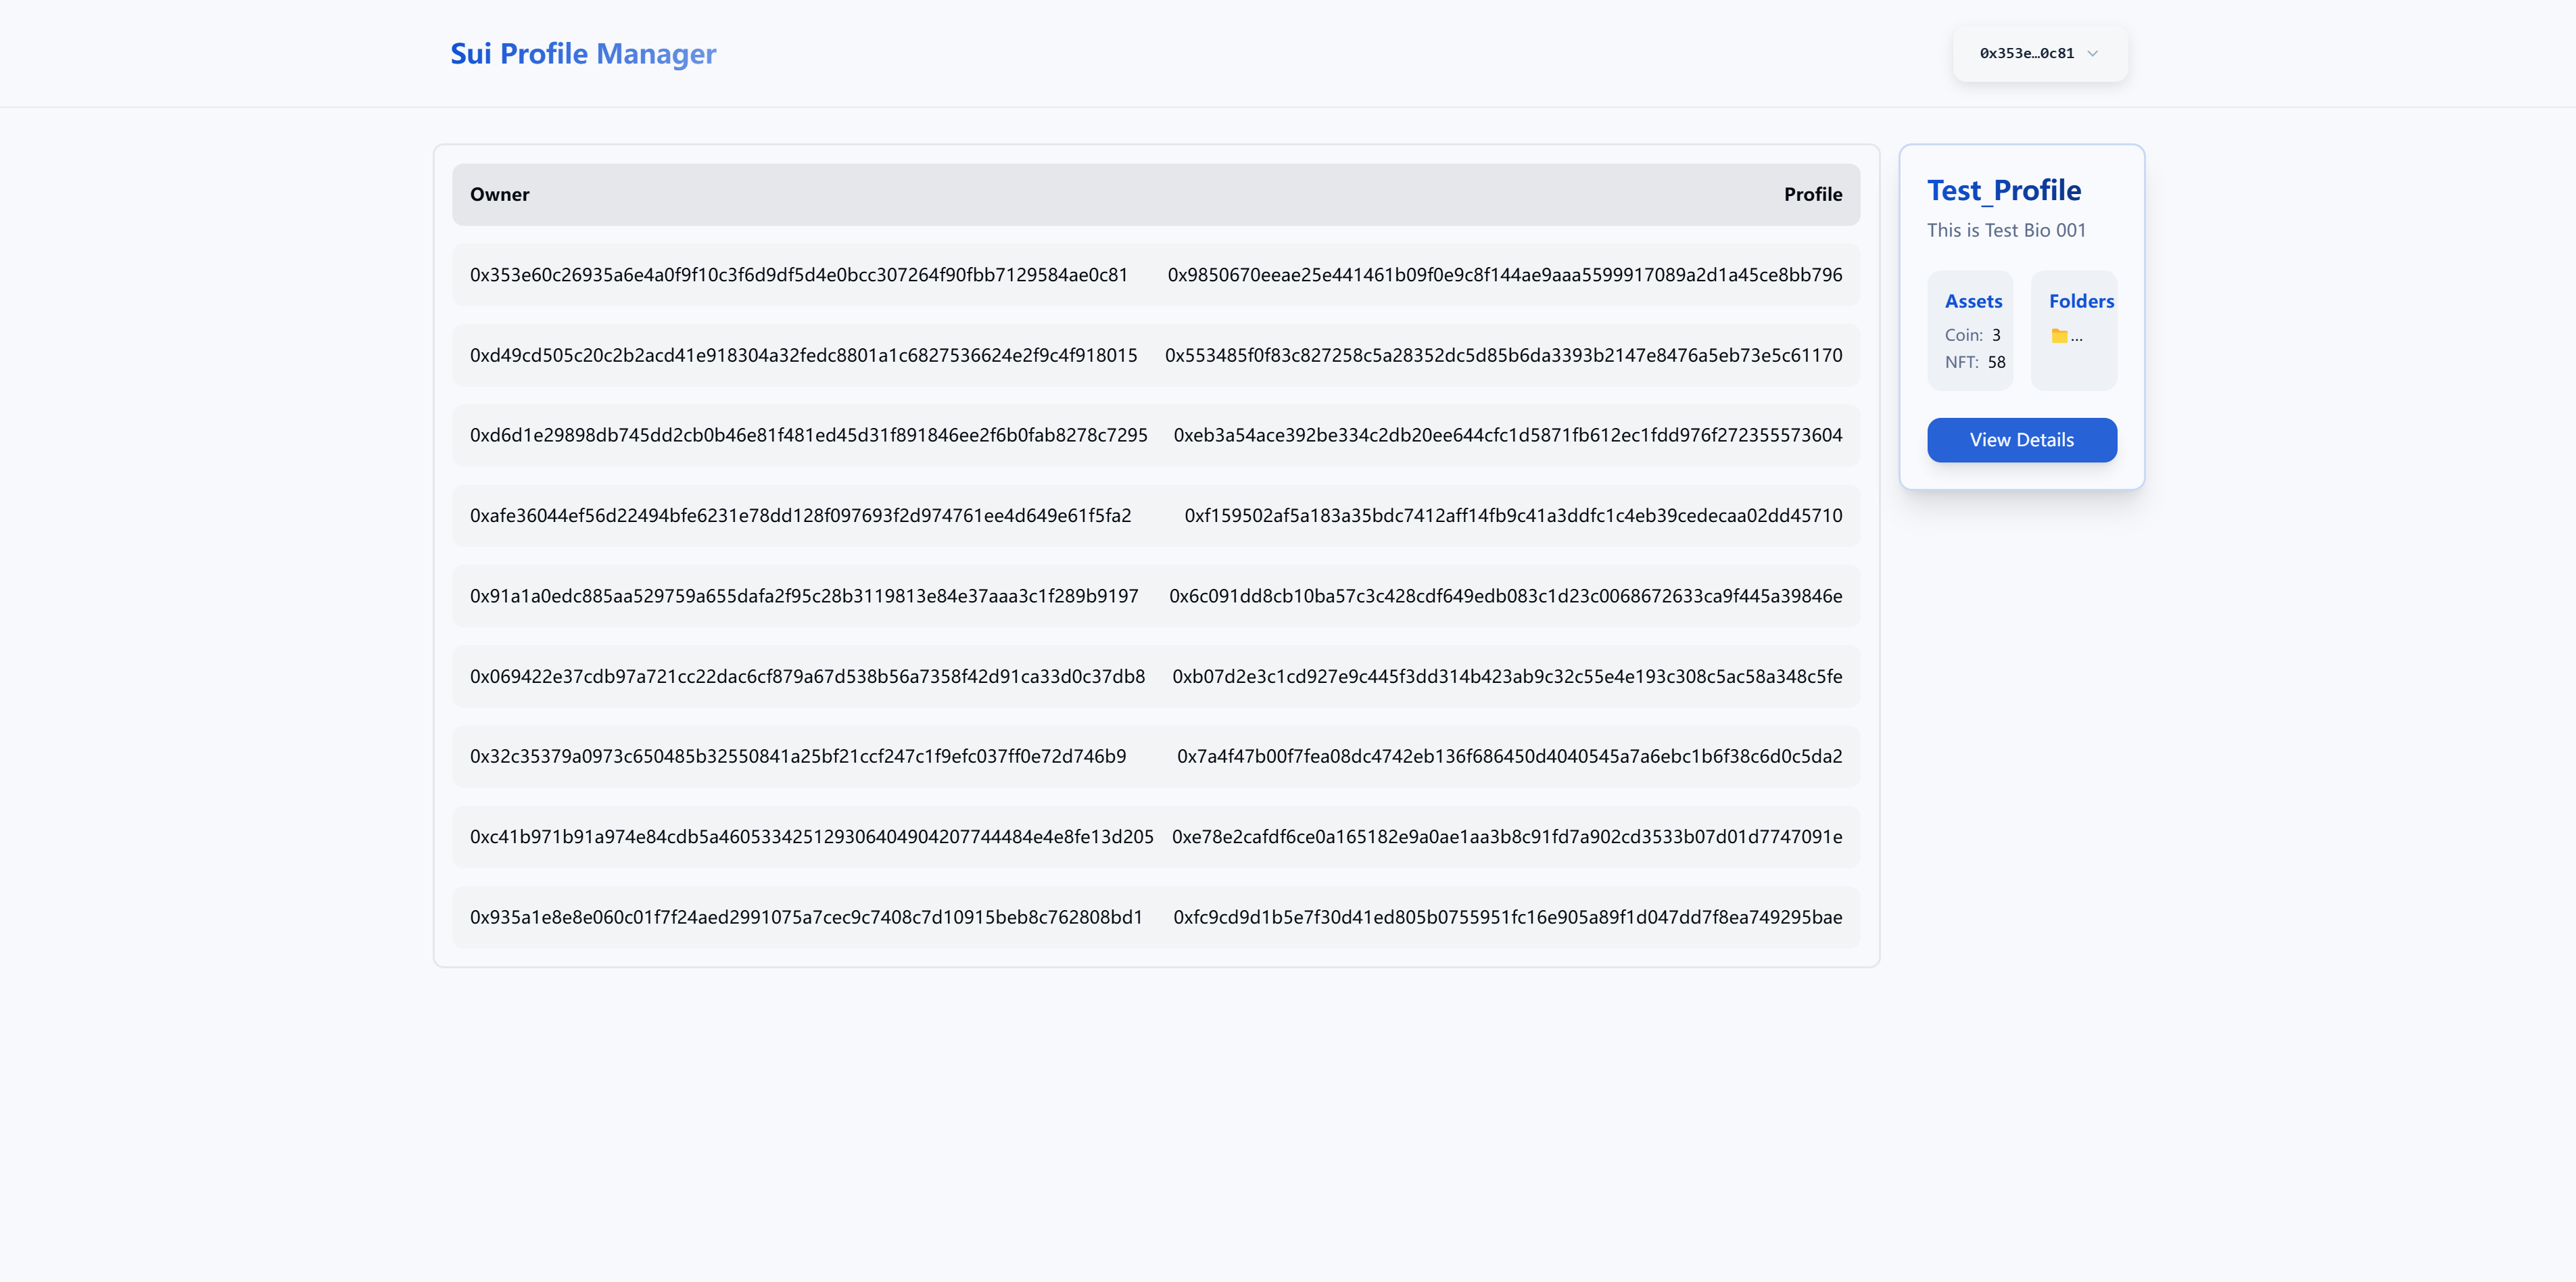 Sui Profile Manager
0x353e…0c81
Owner Profile
0x353e60c26935a6e4a0f9f10c3f6d9df5d4e0bcc307264f90fbb7129584ae0c81 0x9850670eeae25e441461b09f0e9c8f144ae9aaa5599917089a2d1a45ce8bb796
0xd49cd505c20c2b2acd41e918304a32fedc8801a1c6827536624e2f9c4f918015 0x553485f0f83c827258c5a28352dc5d85b6da3393b2147e8476a5eb73e5c61170
0xd6d1e29898db745dd2cb0b46e81f481ed45d31f891846ee2f6b0fab8278c7295 0xeb3a54ace392be334c2db20ee644cfc1d5871fb612ec1fdd976f272355573604
0xafe36044ef56d22494bfe6231e78dd128f097693f2d974761ee4d649e61f5fa2 0xf159502af5a183a35bdc7412aff14fb9c41a3ddfc1c4eb39cedecaa02dd45710
0x91a1a0edc885aa529759a655dafa2f95c28b3119813e84e37aaa3c1f289b9197 0x6c091dd8cb10ba57c3c428cdf649edb083c1d23c0068672633ca9f445a39846e
0x069422e37cdb97a721cc22dac6cf879a67d538b56a7358f42d91ca33d0c37db8 0xb07d2e3c1cd927e9c445f3dd314b423ab9c32c55e4e193c308c5ac58a348c5fe
0x32c35379a0973c650485b32550841a25bf21ccf247c1f9efc037ff0e72d746b9 0x7a4f47b00f7fea08dc4742eb136f686450d4040545a7a6ebc1b6f38c6d0c5da2
0xc41b971b91a974e84cdb5a4605334251293064049042077444484e4e8fe13d205 0xe78e2cafdf6ce0a165182e9a0ae1aa3b8c91fd7a902cd3533b07d01d7747091e
0x935a1e8e8e060c01f7f24aed2991075a7cec9c7408c7d10915beb8c762808bd1 0xfc9cd9d1b5e7f30d41ed805b0755951fc16e905a89f1d047dd7f8ea749295bae
Test_Profile
This is Test Bio 001
Assets
Coin: 3
NFT: 58
Folders
...
View Details